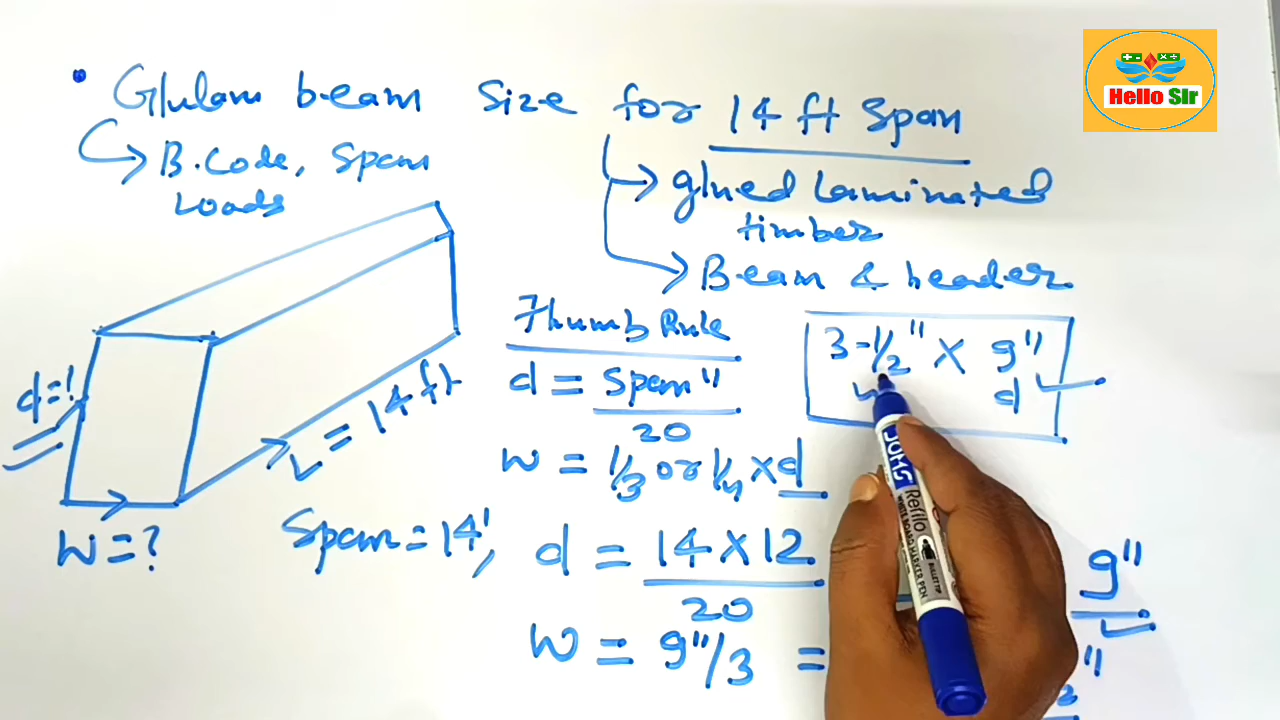 Hello SIr
• Glulam beam size for 14 ft span
B.Code, Span
Loads
glued Laminated
timber
Beam & header
Thumb Rule
d = Span"
20
w = 1/3 or 1/4 × d
3-1/2" × 9"
w d
d=!
L = 14 ft
W = ?
Span = 14',
d = 14 × 12
20
9"
W = 9"/3 =